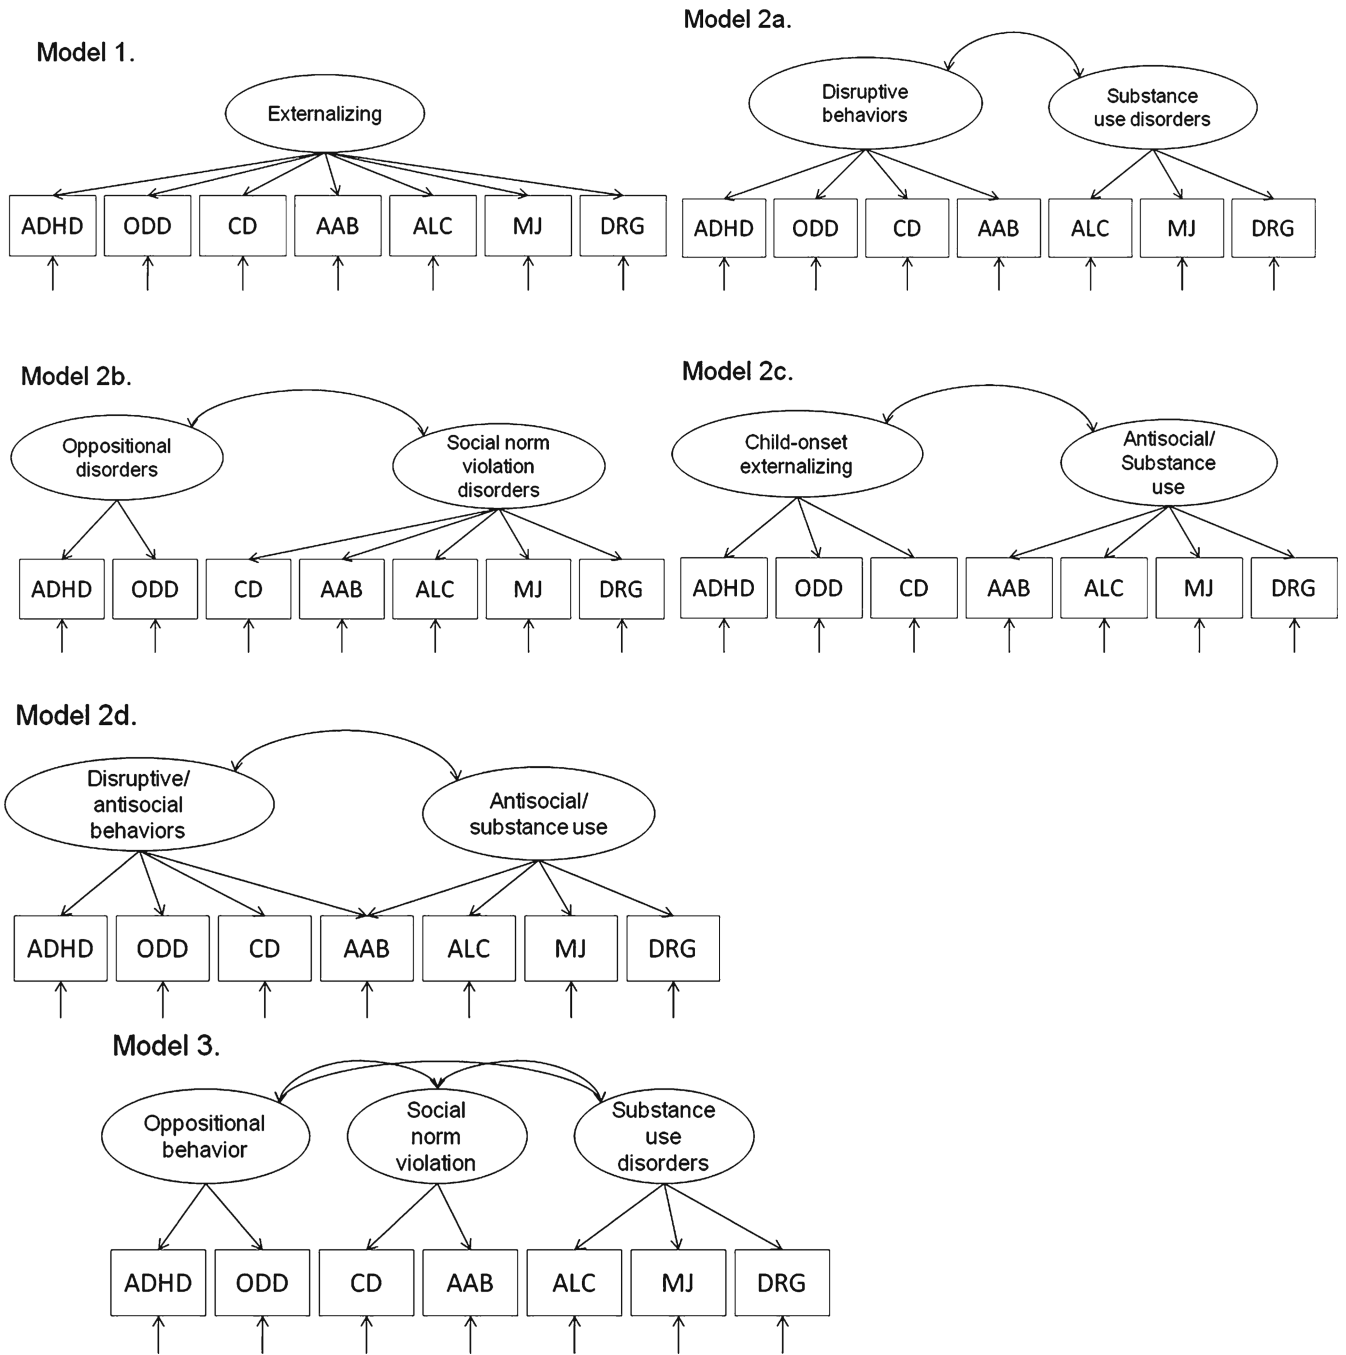 Model 1.
Externalizing
ADHD ODD CD AAB ALC MJ DRG
Model 2a.
Disruptive
behaviors
Substance
use disorders
ADHD ODD CD AAB ALC MJ DRG
Model 2b.
Oppositional
disorders
Social norm
violation
disorders
ADHD ODD CD AAB ALC MJ DRG
Model 2c.
Child-onset
externalizing
Antisocial/
Substance
use
ADHD ODD CD AAB ALC MJ DRG
Model 2d.
Disruptive/
antisocial
behaviors
Antisocial/
substance use
ADHD ODD CD AAB ALC MJ DRG
Model 3.
Oppositional
behavior
Social
norm
violation
Substance
use
disorders
ADHD ODD CD AAB ALC MJ DRG